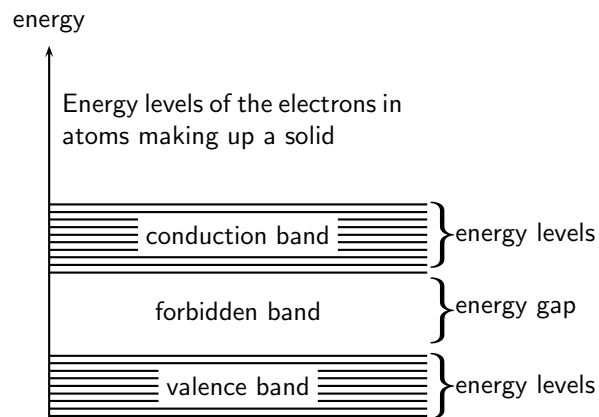 energy
Energy levels of the electrons in
atoms making up a solid
conduction band
energy levels
forbidden band
energy gap
valence band
energy levels